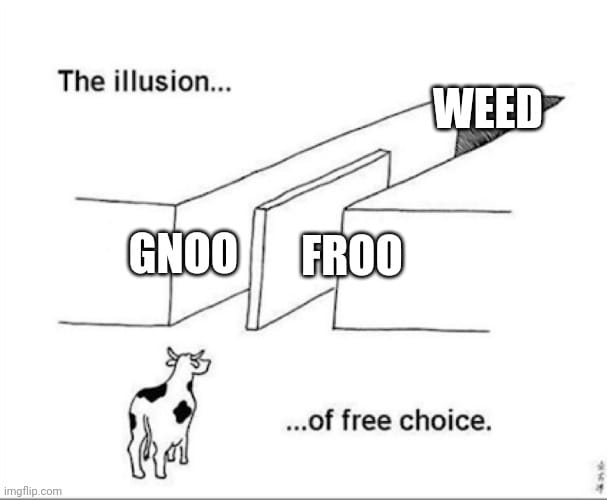 The illusion...
WEED
GNOO
FROO
...of free choice.
imgflip.com